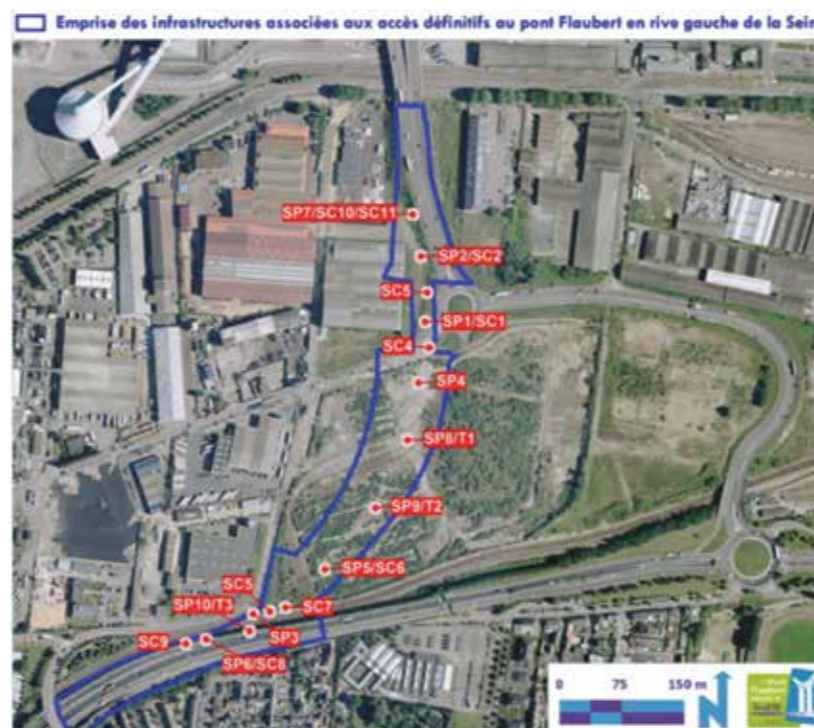 Emprise des infrastructures associées aux accès définitifs au pont Flaubert en rive gauche de la Sein
SP7/SC10/SC11
SP2/SC2
SC5
SP1/SC1
SC4
SP4
SP8/T1
SP9/T2
SP5/SC6
SC5
SP10/T3
SC7
SP3
SC9
SP6/SC8
0 75 150 m
N
Flaubert